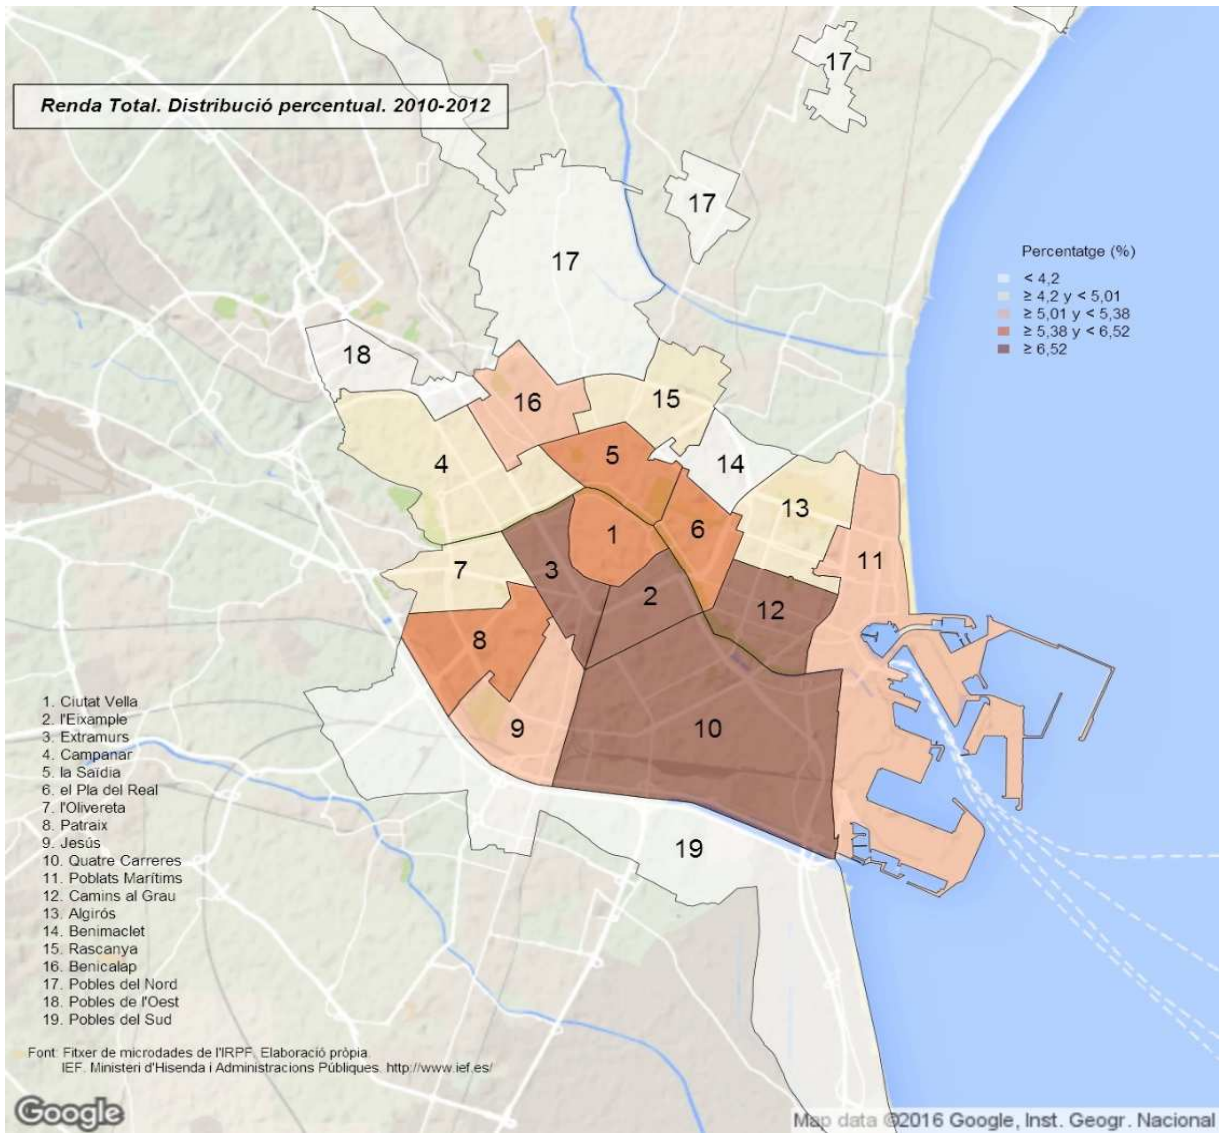 Renda Total. Distribució percentual. 2010-2012
17
17
17
Percentatge (%)
< 4,2
≥ 4,2 y < 5,01
≥ 5,01 y < 5,38
≥ 5,38 y < 6,52
≥ 6,52
18
16
15
5
14
4
13
6
1
11
3
7
2
12
8
9
10
19
1. Ciutat Vella
2. l'Eixample
3. Extramurs
4. Campanar
5. la Saïdia
6. el Pla del Real
7. l'Olivereta
8. Patraix
9. Jesús
10. Quatre Carreres
11. Poblats Marítims
12. Camins al Grau
13. Algirós
14. Benimaclet
15. Rascanya
16. Benicalap
17. Pobles del Nord
18. Pobles de l'Oest
19. Pobles del Sud
Font: Fitxer de microdades de l'IRPF. Elaboració pròpia.
IEF. Ministeri d'Hisenda i Administracions Públiques. http://www.ief.es/
Google
Map data ©2016 Google, Inst. Geogr. Nacional